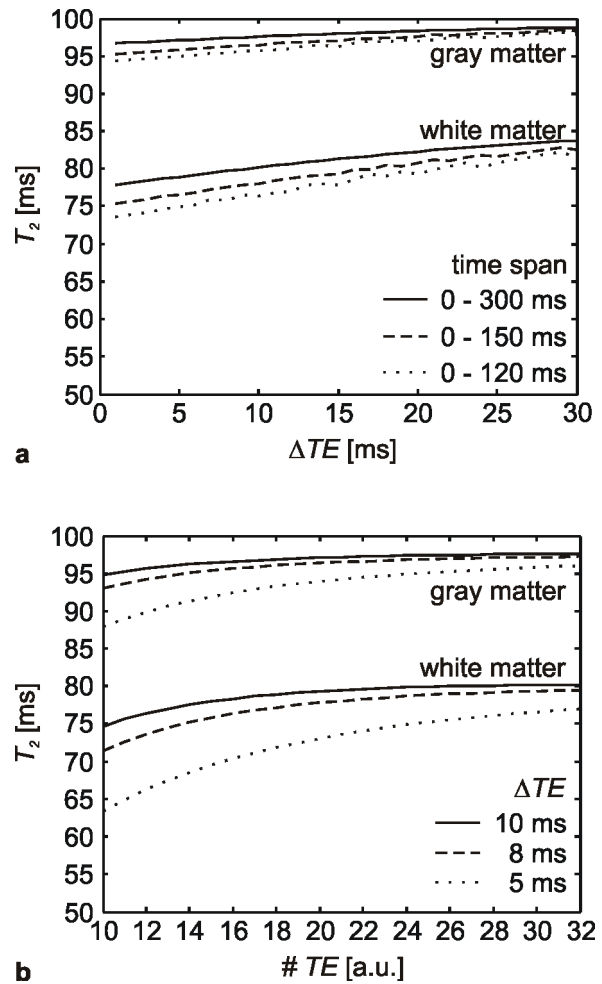 100
95
90
85
80
75
70
65
60
55
50
T2 [ms]
gray matter
white matter
time span
0 - 300 ms
0 - 150 ms
0 - 120 ms
0 5 10 15 20 25 30
ΔTE [ms]
a
100
95
90
85
80
75
70
65
60
55
50
T2 [ms]
gray matter
white matter
ΔTE
10 ms
8 ms
5 ms
10 12 14 16 18 20 22 24 26 28 30 32
# TE [a.u.]
b